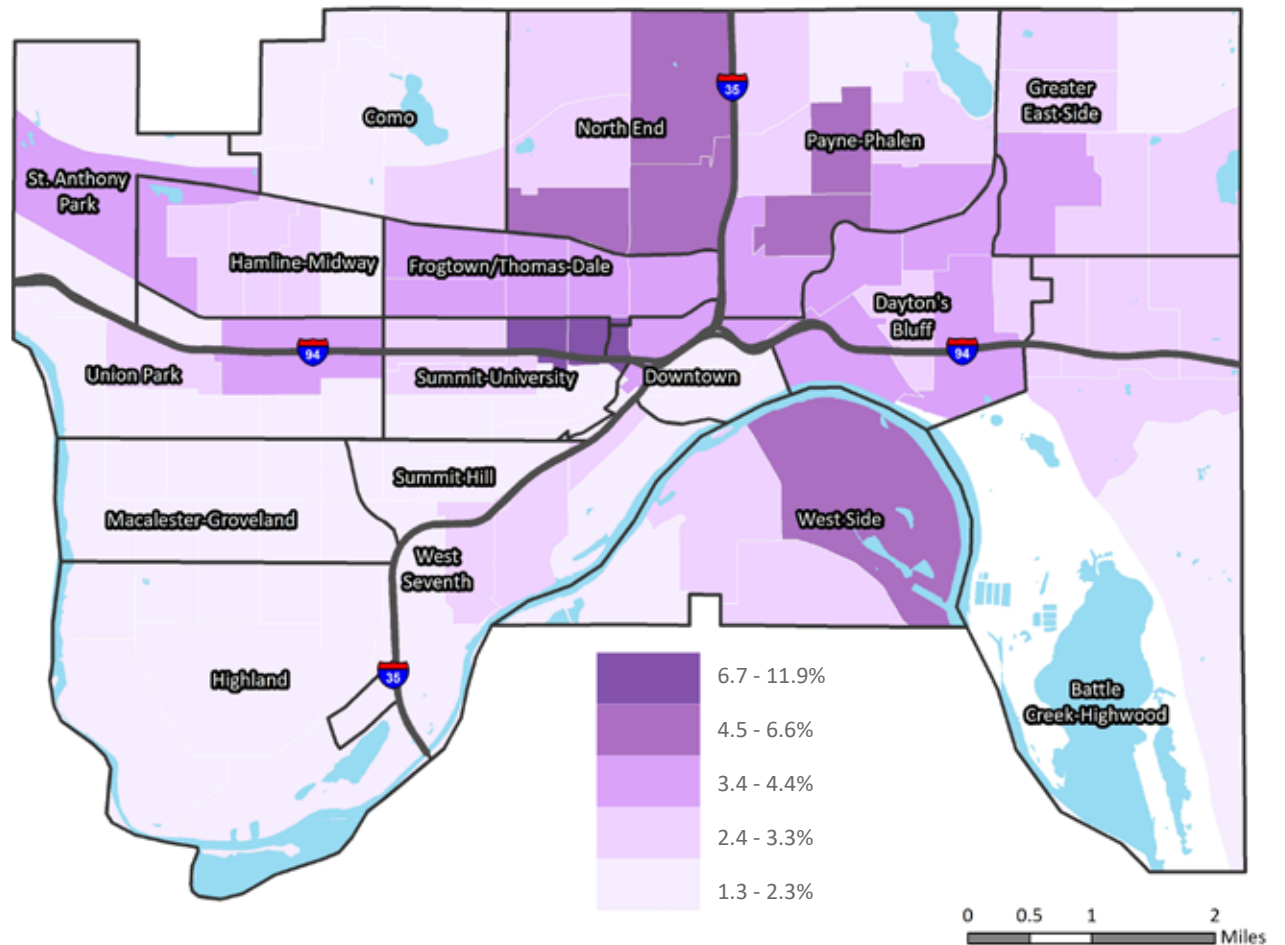 35
Como
North End
Greater
East-Side
Payne-Phalen
St. Anthony
Park
Hamline-Midway
Frogtown/Thomas-Dale
Dayton's
Bluff
94
94
Union Park
Summit-University
Downtown
Summit-Hill
Macalester-Groveland
West Side
West
Seventh
Highland
35
Battle
Creek-Highwood
6.7 - 11.9%
4.5 - 6.6%
3.4 - 4.4%
2.4 - 3.3%
1.3 - 2.3%
0 0.5 1 2
Miles